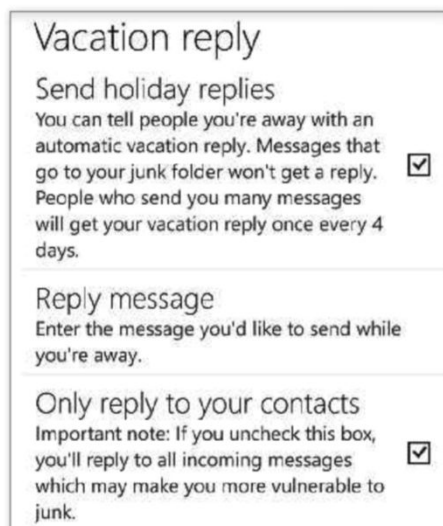 Vacation reply
Send holiday replies
You can tell people you're away with an
automatic vacation reply. Messages that
go to your junk folder won't get a reply.
People who send you many messages
will get your vacation reply once every 4
days.
Reply message
Enter the message you'd like to send while
you're away.
Only reply to your contacts
Important note: If you uncheck this box,
you'll reply to all incoming messages
which may make you more vulnerable to
junk.